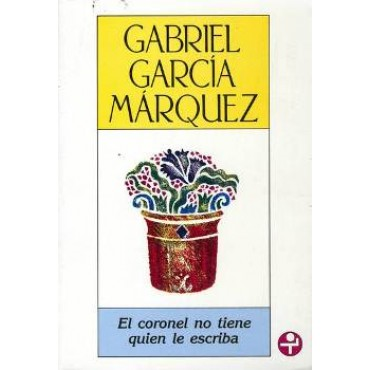 GABRIEL
GARCÍA
MÁRQUEZ
El coronel no tiene
quien le escriba